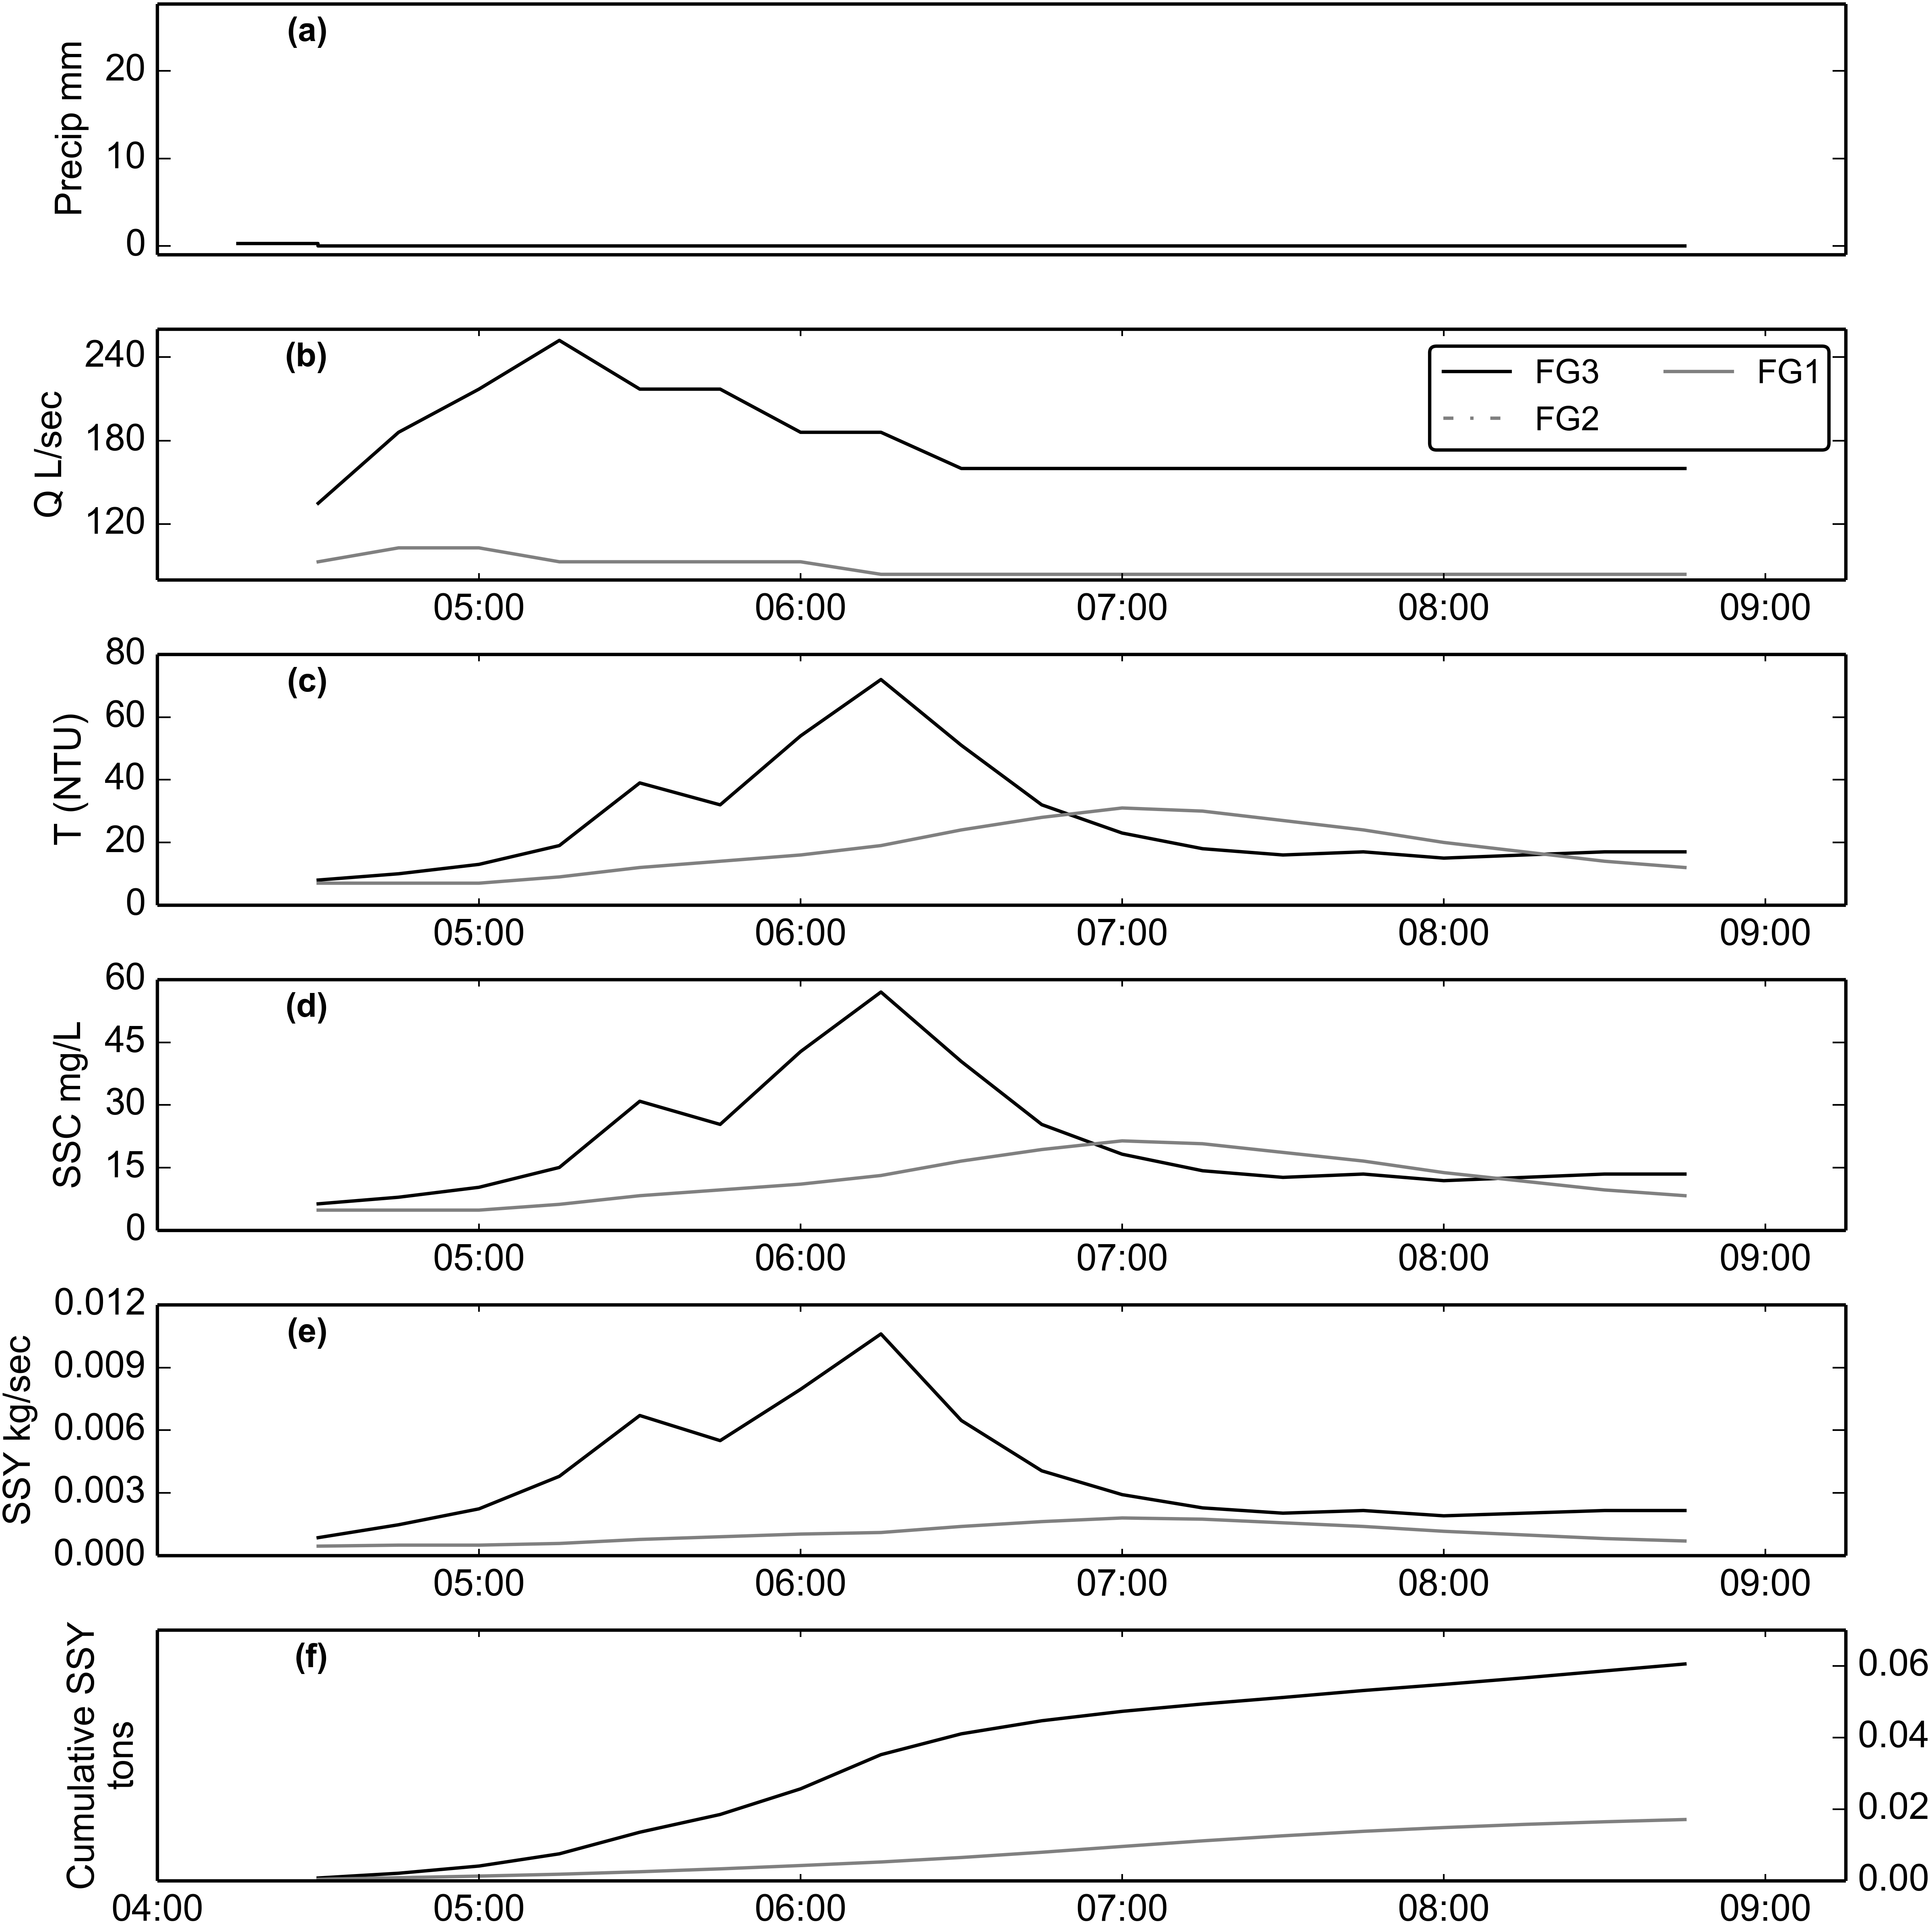 (a)
Precip mm
20
10
0
(b)
Q L/sec
240
180
120
FG3 FG1
FG2
05:00 06:00 07:00 08:00 09:00
(c)
T (NTU)
80
60
40
20
0
05:00 06:00 07:00 08:00 09:00
(d)
SSC mg/L
60
45
30
15
0
05:00 06:00 07:00 08:00 09:00
(e)
SSY kg/sec
0.012
0.009
0.006
0.003
0.000
05:00 06:00 07:00 08:00 09:00
(f)
Cumulative SSY
tons
0.06
0.04
0.02
0.00
04:00 05:00 06:00 07:00 08:00 09:00